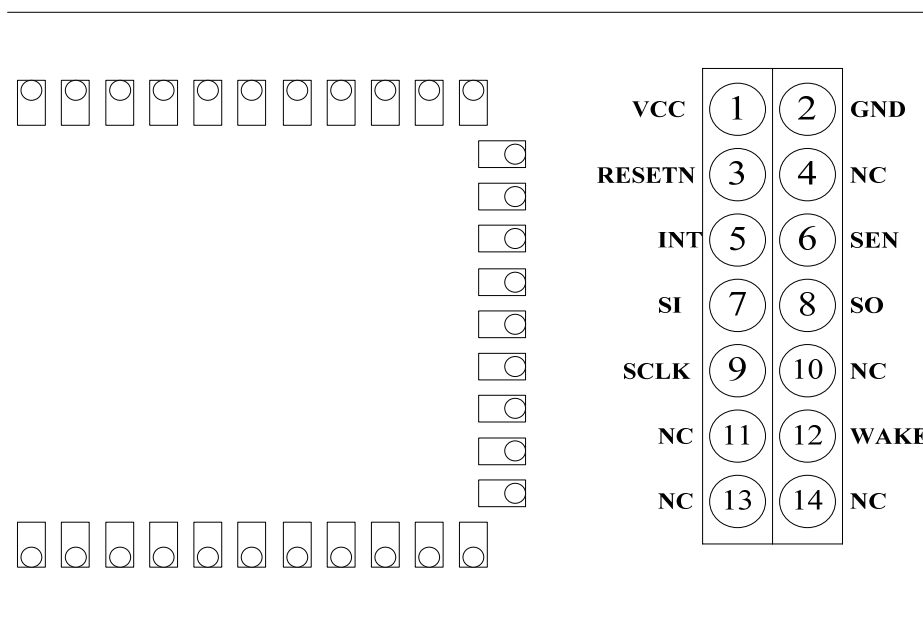 VCC 1 2 GND
RESETN 3 4 NC
INT 5 6 SEN
SI 7 8 SO
SCLK 9 10 NC
NC 11 12 WAKE
NC 13 14 NC